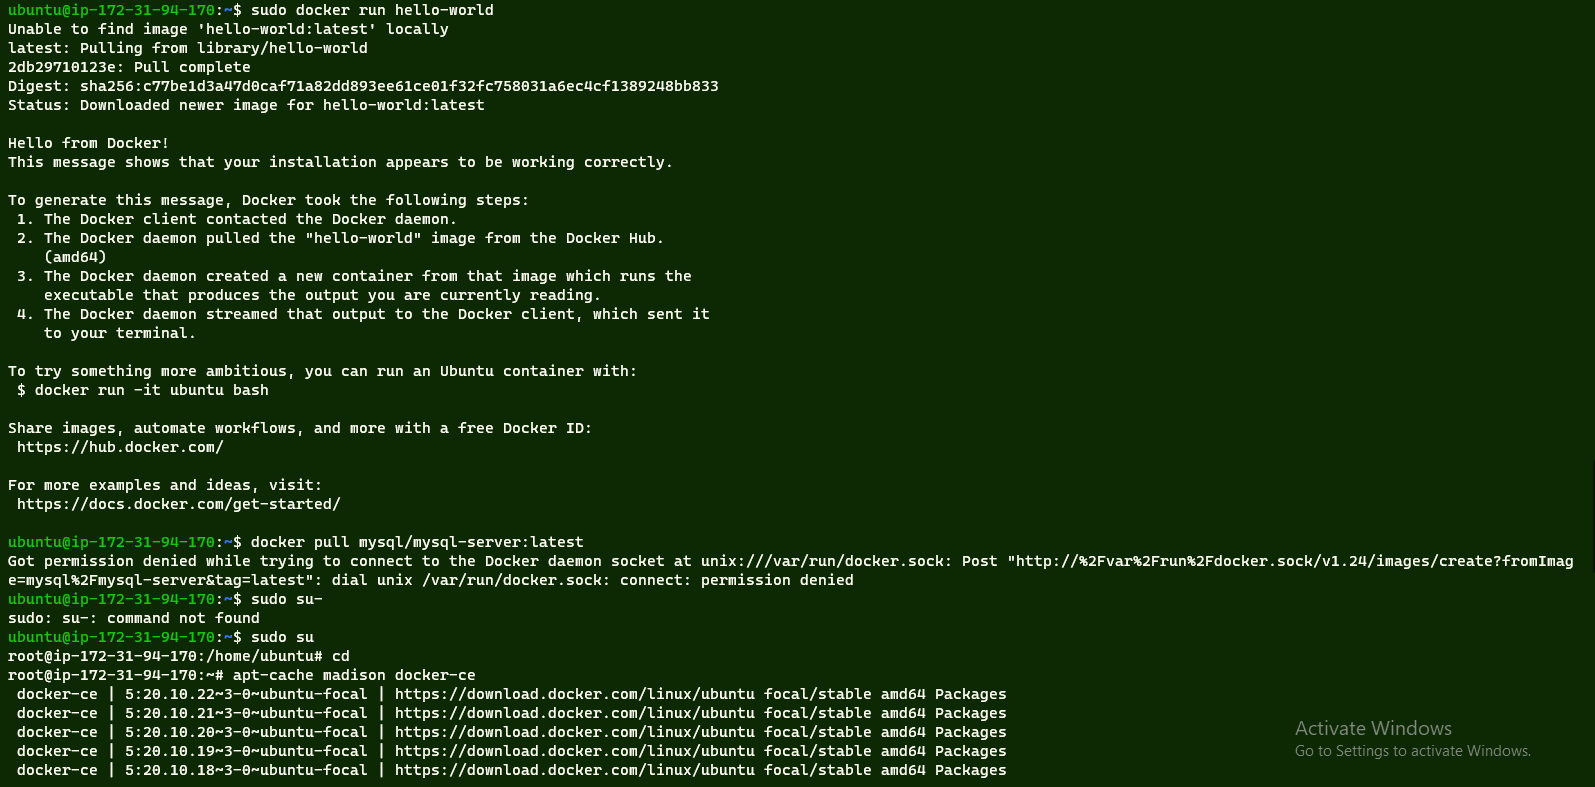 ubuntu@ip-172-31-94-170:~$ sudo docker run hello-world
Unable to find image 'hello-world:latest' locally
latest: Pulling from library/hello-world
2db29710123e: Pull complete
Digest: sha256:c77be1d3a47d0caf71a82dd893ee61ce01f32fc758031a6ec4cf1389248bb833
Status: Downloaded newer image for hello-world:latest

Hello from Docker!
This message shows that your installation appears to be working correctly.

To generate this message, Docker took the following steps:
 1. The Docker client contacted the Docker daemon.
 2. The Docker daemon pulled the "hello-world" image from the Docker Hub.
    (amd64)
 3. The Docker daemon created a new container from that image which runs the
    executable that produces the output you are currently reading.
 4. The Docker daemon streamed that output to the Docker client, which sent it
    to your terminal.

To try something more ambitious, you can run an Ubuntu container with:
 $ docker run -it ubuntu bash

Share images, automate workflows, and more with a free Docker ID:
 https://hub.docker.com/

For more examples and ideas, visit:
 https://docs.docker.com/get-started/

ubuntu@ip-172-31-94-170:~$ docker pull mysql/mysql-server:latest
Got permission denied while trying to connect to the Docker daemon socket at unix:///var/run/docker.sock: Post "http://%2Fvar%2Frun%2Fdocker.sock/v1.24/images/create?fromImag
e=mysql%2Fmysql-server&tag=latest": dial unix /var/run/docker.sock: connect: permission denied
ubuntu@ip-172-31-94-170:~$ sudo su-
sudo: su-: command not found
ubuntu@ip-172-31-94-170:~$ sudo su
root@ip-172-31-94-170:/home/ubuntu# cd
root@ip-172-31-94-170:~# apt-cache madison docker-ce
 docker-ce | 5:20.10.22~3-0~ubuntu-focal | https://download.docker.com/linux/ubuntu focal/stable amd64 Packages
 docker-ce | 5:20.10.21~3-0~ubuntu-focal | https://download.docker.com/linux/ubuntu focal/stable amd64 Packages
 docker-ce | 5:20.10.20~3-0~ubuntu-focal | https://download.docker.com/linux/ubuntu focal/stable amd64 Packages
 docker-ce | 5:20.10.19~3-0~ubuntu-focal | https://download.docker.com/linux/ubuntu focal/stable amd64 Packages
 docker-ce | 5:20.10.18~3-0~ubuntu-focal | https://download.docker.com/linux/ubuntu focal/stable amd64 Packages
Activate Windows
Go to Settings to activate Windows.